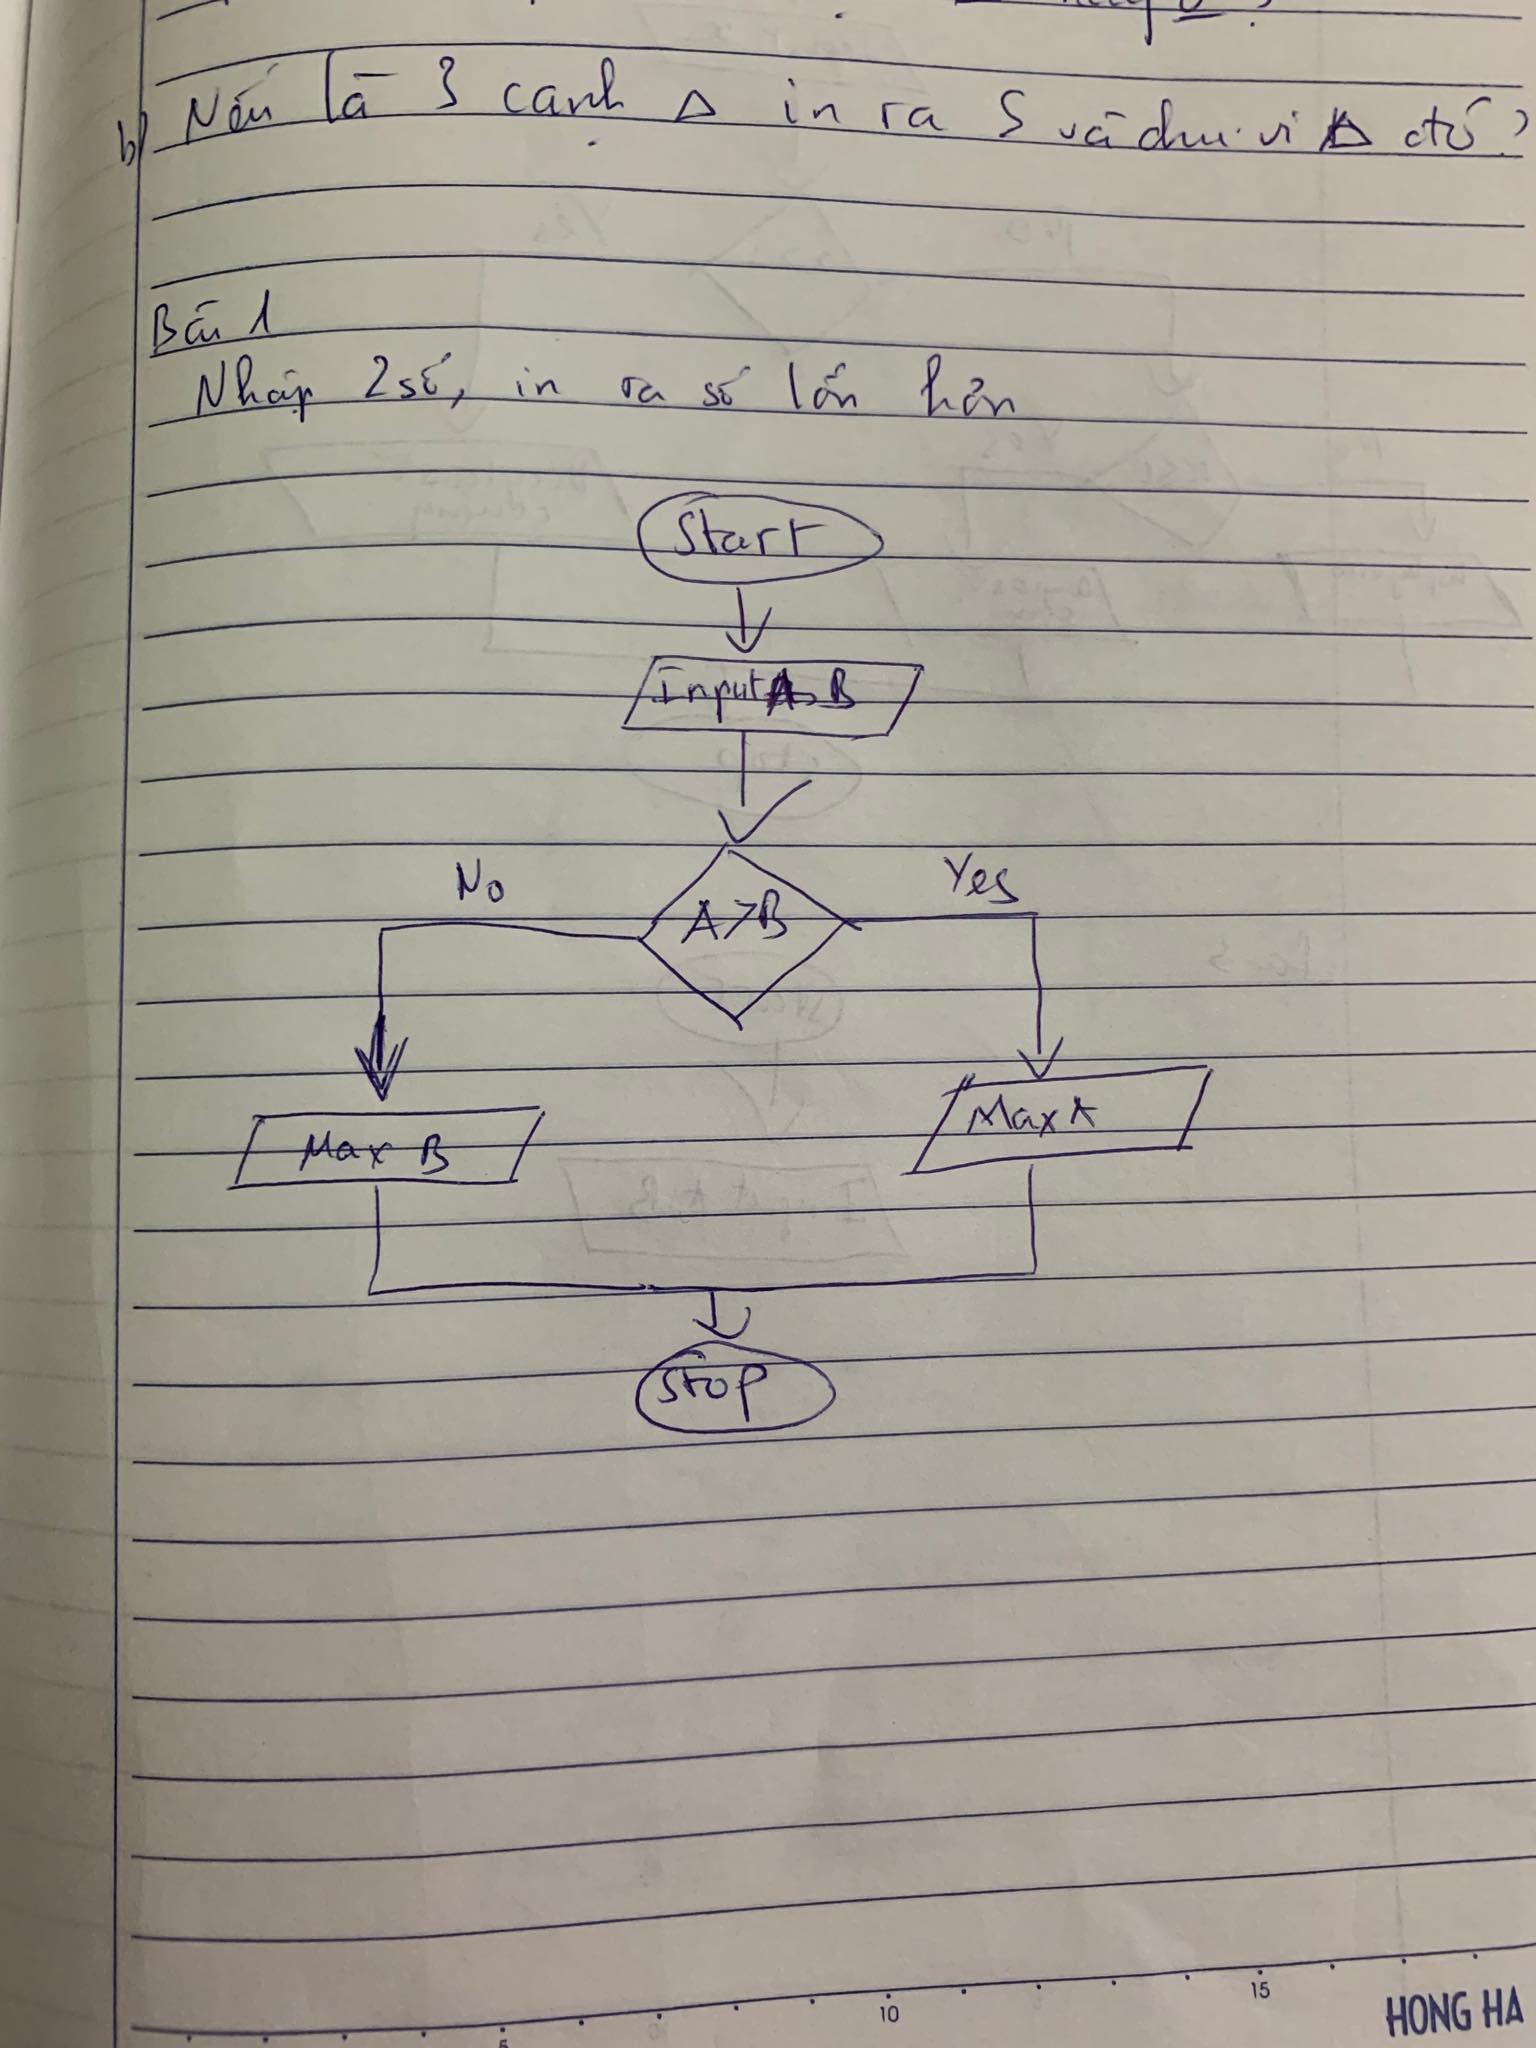 b) Nếu là 3 cạnh Δ in ra S và chu vi Δ đó?
Bài 1
Nhập 2 số, in ra số lớn hơn
Start
Input A, B
No
A>B
Yes
Max B
Max A
Stop
5
10
15
HONG HA